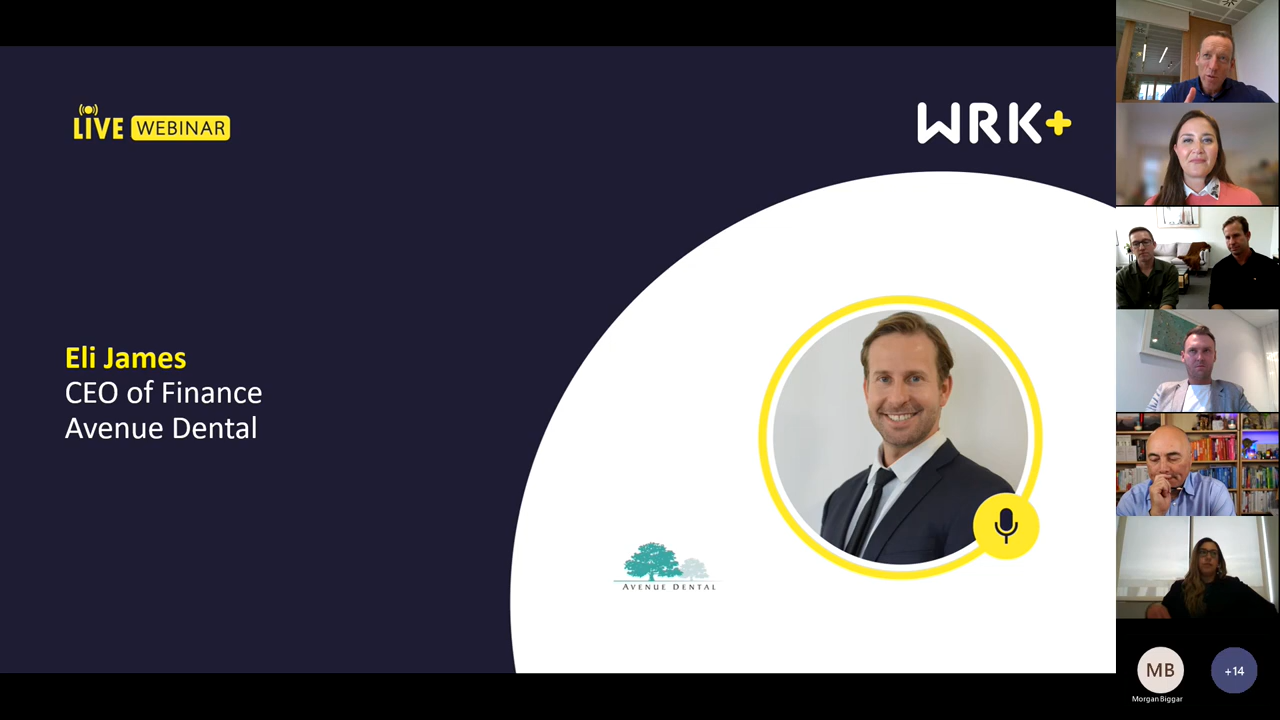 LIVE WEBINAR
WRK+
Eli James
CEO of Finance
Avenue Dental
AVENUE DENTAL
MB
+14
Morgan Biggar